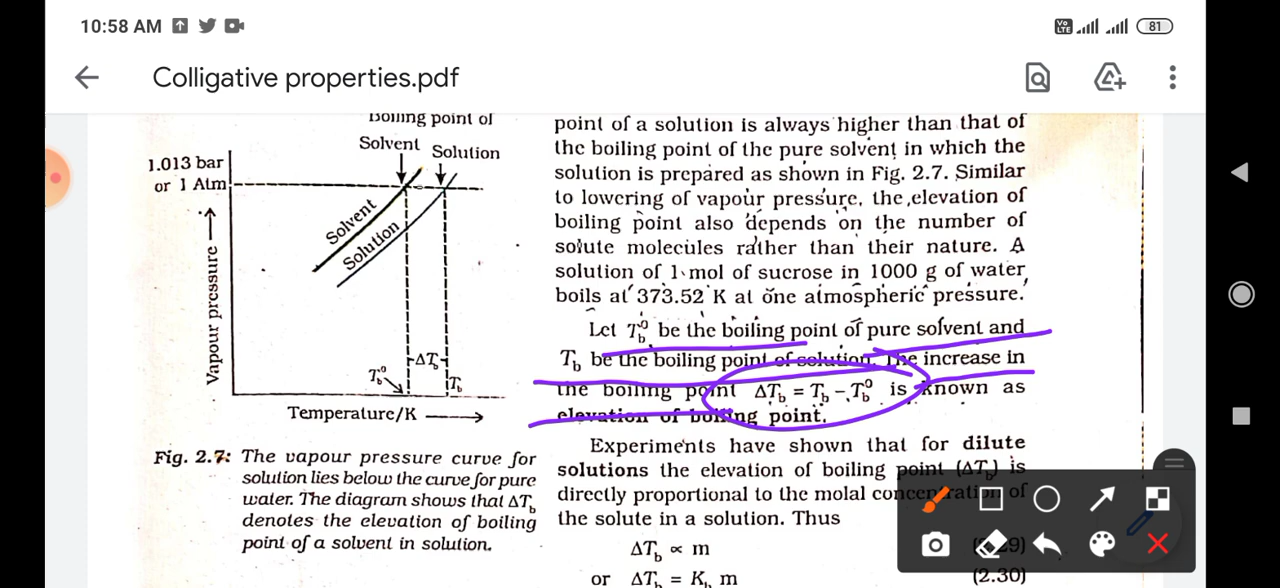 10:58 AM
Vo LTE
81
Colligative properties.pdf
Boiling point of
Solvent Solution
1.013 bar
or 1 Atm
Solvent
Solution
Vapour pressure
ΔTb
Tb° Tb
Temperature/K
Fig. 2.7: The vapour pressure curve for
solution lies below the curve for pure
water. The diagram shows that ΔTb
denotes the elevation of boiling
point of a solvent in solution.
point of a solution is always higher than that of
the boiling point of the pure solvent in which the
solution is prepared as shown in Fig. 2.7. Similar
to lowering of vapour pressure, the elevation of
boiling point also depends on the number of
solute molecules rather than their nature. A
solution of 1 mol of sucrose in 1000 g of water
boils at 373.52 K at one atmospheric pressure.
Let Tb° be the boiling point of pure solvent and
Tb be the boiling point of solution. The increase in
the boiling point ΔTb = Tb – Tb° is known as
elevation of boiling point.
Experiments have shown that for dilute
solutions the elevation of boiling point (ΔTb) is
directly proportional to the molal concentration of
the solute in a solution. Thus
ΔTb ∝ m (2.29)
or ΔTb = Kb m (2.30)